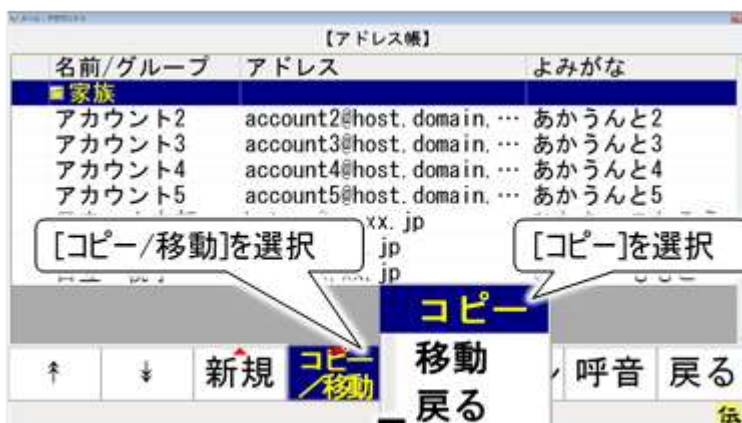 【アドレス帳】
名前/グループ アドレス よみがな
家族
アカウント2 account2@host.domain.… あかうんと2
アカウント3 account3@host.domain.… あかうんと3
アカウント4 account4@host.domain.… あかうんと4
アカウント5 account5@host.domain.… あかうんと5
xx.jp
[コピー/移動]を選択 jp [コピー]を選択
jp
コピー
新規 コピー/移動 移動 呼音 戻る
戻る